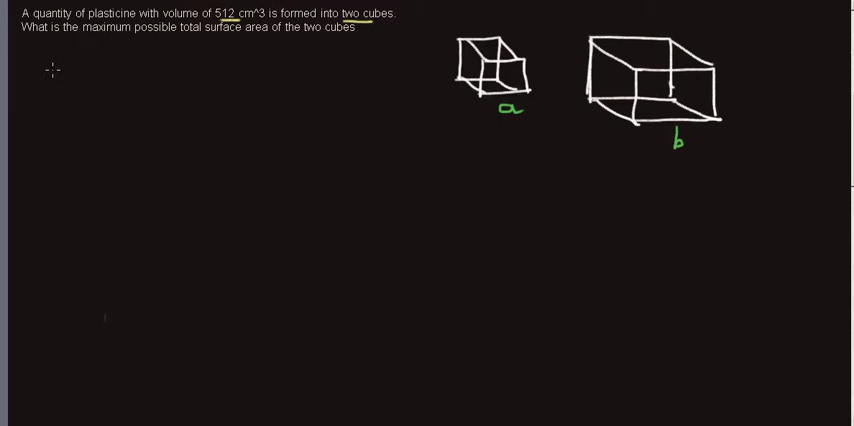 A quantity of plasticine with volume of 512 cm^3 is formed into two cubes.
What is the maximum possible total surface area of the two cubes
a
b